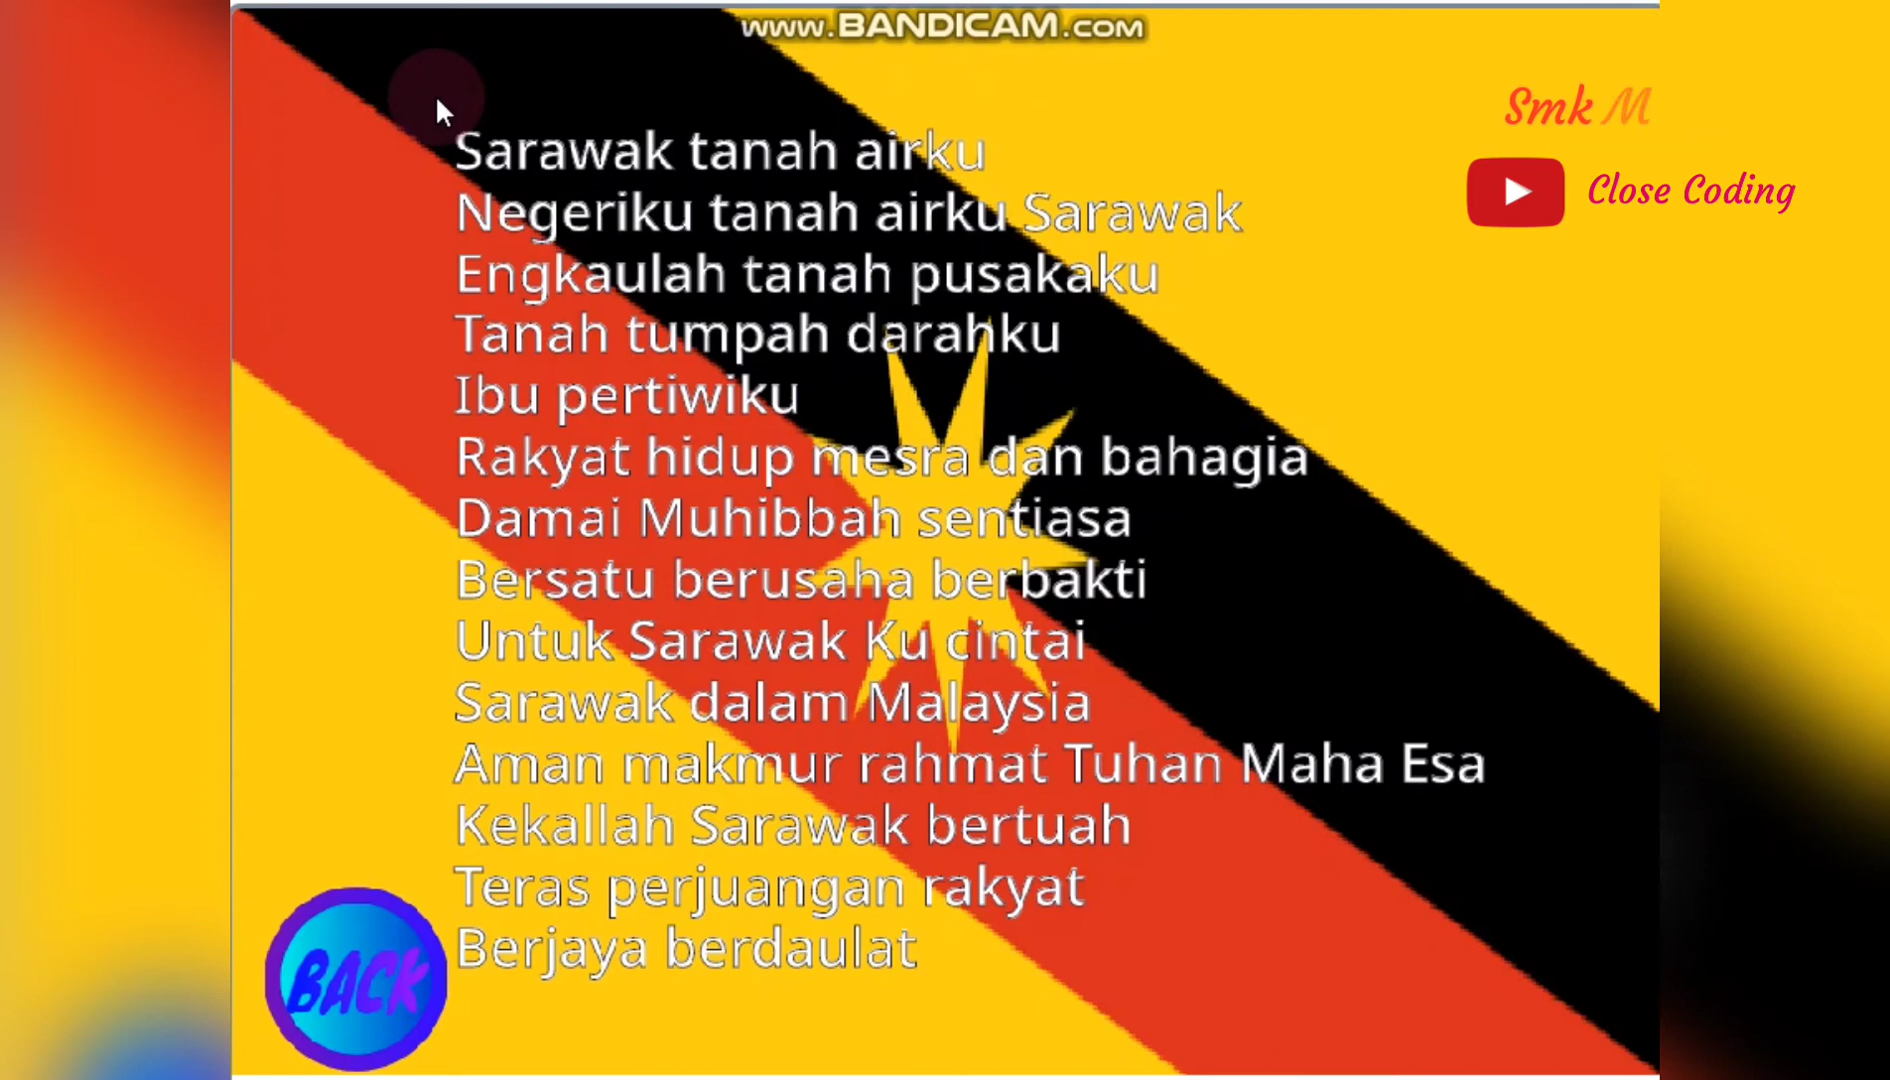 www.BANDICAM.com
Smk M
Close Coding
Sarawak tanah airku
Negeriku tanah airku Sarawak
Engkaulah tanah pusakaku
Tanah tumpah darahku
Ibu pertiwiku
Rakyat hidup mesra dan bahagia
Damai Muhibbah sentiasa
Bersatu berusaha berbakti
Untuk Sarawak Ku cintai
Sarawak dalam Malaysia
Aman makmur rahmat Tuhan Maha Esa
Kekallah Sarawak bertuah
Teras perjuangan rakyat
Berjaya berdaulat
BACK